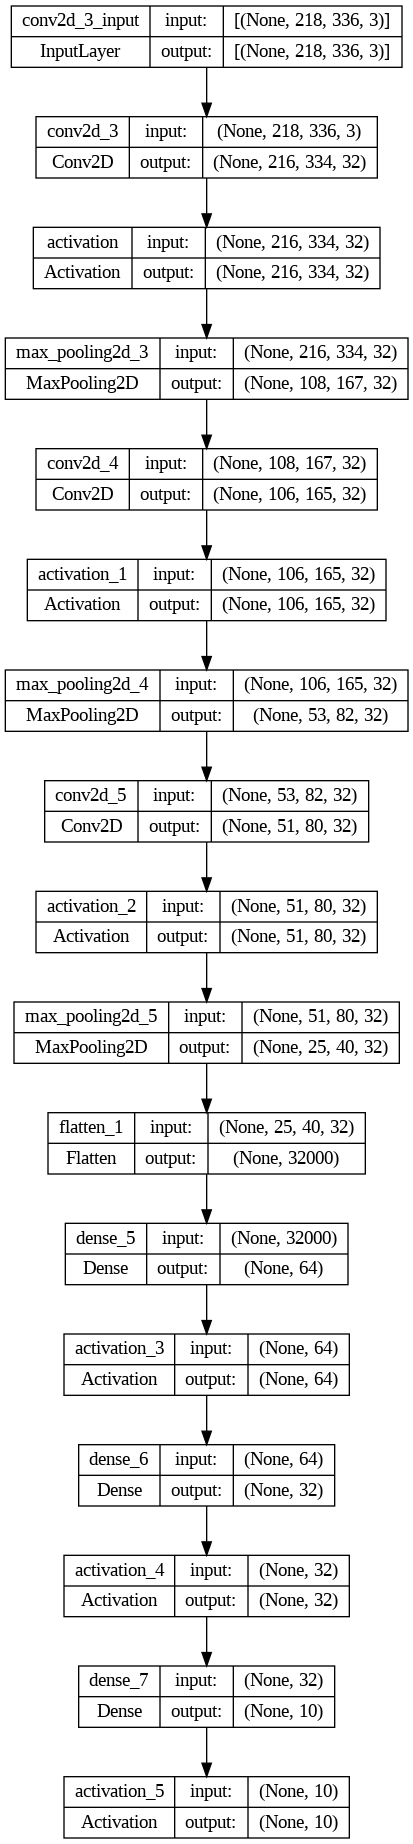 conv2d_3_input input: [(None, 218, 336, 3)]
InputLayer output: [(None, 218, 336, 3)]
conv2d_3 input: (None, 218, 336, 3)
Conv2D output: (None, 216, 334, 32)
activation input: (None, 216, 334, 32)
Activation output: (None, 216, 334, 32)
max_pooling2d_3 input: (None, 216, 334, 32)
MaxPooling2D output: (None, 108, 167, 32)
conv2d_4 input: (None, 108, 167, 32)
Conv2D output: (None, 106, 165, 32)
activation_1 input: (None, 106, 165, 32)
Activation output: (None, 106, 165, 32)
max_pooling2d_4 input: (None, 106, 165, 32)
MaxPooling2D output: (None, 53, 82, 32)
conv2d_5 input: (None, 53, 82, 32)
Conv2D output: (None, 51, 80, 32)
activation_2 input: (None, 51, 80, 32)
Activation output: (None, 51, 80, 32)
max_pooling2d_5 input: (None, 51, 80, 32)
MaxPooling2D output: (None, 25, 40, 32)
flatten_1 input: (None, 25, 40, 32)
Flatten output: (None, 32000)
dense_5 input: (None, 32000)
Dense output: (None, 64)
activation_3 input: (None, 64)
Activation output: (None, 64)
dense_6 input: (None, 64)
Dense output: (None, 32)
activation_4 input: (None, 32)
Activation output: (None, 32)
dense_7 input: (None, 32)
Dense output: (None, 10)
activation_5 input: (None, 10)
Activation output: (None, 10)